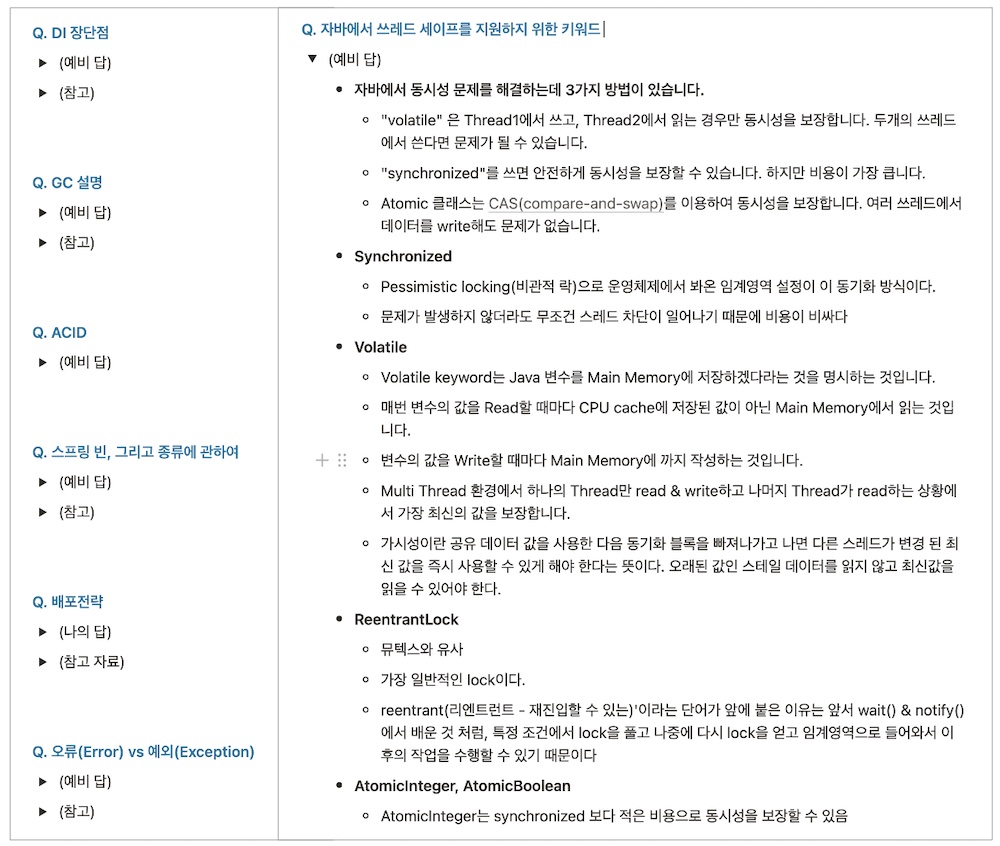 Q. DI 장단점
(예비 답)
(참고)
Q. GC 설명
(예비 답)
(참고)
Q. ACID
(예비 답)
Q. 스프링 빈, 그리고 종류에 관하여
(예비 답)
(참고)
Q. 배포전략
(나의 답)
(참고 자료)
Q. 오류(Error) vs 예외(Exception)
(예비 답)
(참고)
Q. 자바에서 쓰레드 세이프를 지원하지 위한 키워드
(예비 답)
자바에서 동시성 문제를 해결하는데 3가지 방법이 있습니다.
"volatile" 은 Thread1에서 쓰고, Thread2에서 읽는 경우만 동시성을 보장합니다. 두개의 쓰레드
에서 쓴다면 문제가 될 수 있습니다.
"synchronized"를 쓰면 안전하게 동시성을 보장할 수 있습니다. 하지만 비용이 가장 큽니다.
Atomic 클래스는 CAS(compare-and-swap)를 이용하여 동시성을 보장합니다. 여러 쓰레드에서
데이터를 write해도 문제가 없습니다.
Synchronized
Pessimistic locking(비관적 락)으로 운영체제에서 봐온 임계영역 설정이 이 동기화 방식이다.
문제가 발생하지 않더라도 무조건 스레드 차단이 일어나기 때문에 비용이 비싸다
Volatile
Volatile keyword는 Java 변수를 Main Memory에 저장하겠다라는 것을 명시하는 것입니다.
매번 변수의 값을 Read할 때마다 CPU cache에 저장된 값이 아닌 Main Memory에서 읽는 것입
니다.
변수의 값을 Write할 때마다 Main Memory에 까지 작성하는 것입니다.
Multi Thread 환경에서 하나의 Thread만 read & write하고 나머지 Thread가 read하는 상황에
서 가장 최신의 값을 보장합니다.
가시성이란 공유 데이터 값을 사용한 다음 동기화 블록을 빠져나가고 나면 다른 스레드가 변경 된 최
신 값을 즉시 사용할 수 있게 해야 한다는 뜻이다. 오래된 값인 스테일 데이터를 읽지 않고 최신값을
읽을 수 있어야 한다.
ReentrantLock
뮤텍스와 유사
가장 일반적인 lock이다.
reentrant(리엔트런트 - 재진입할 수 있는)'이라는 단어가 앞에 붙은 이유는 앞서 wait() & notify()
에서 배운 것 처럼, 특정 조건에서 lock을 풀고 나중에 다시 lock을 얻고 임계영역으로 들어와서 이
후의 작업을 수행할 수 있기 때문이다
AtomicInteger, AtomicBoolean
AtomicInteger는 synchronized 보다 적은 비용으로 동시성을 보장할 수 있음